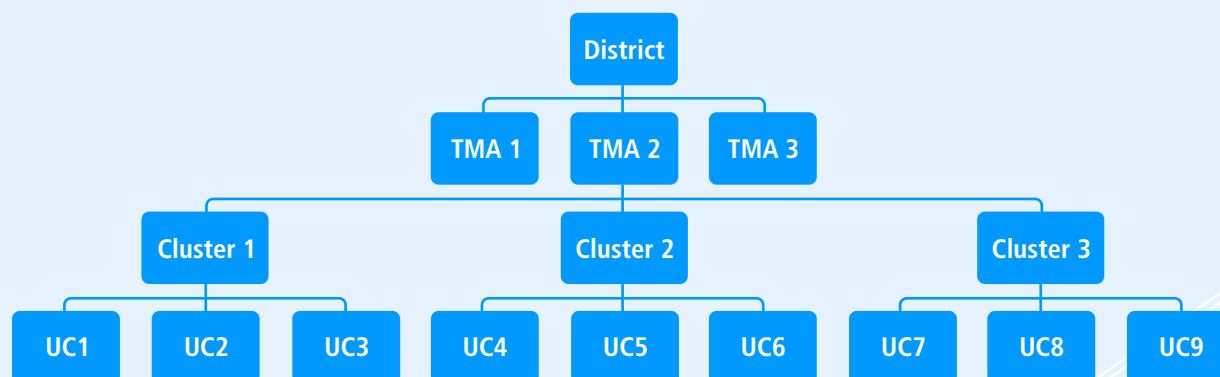 District
TMA 1 TMA 2 TMA 3
Cluster 1 Cluster 2 Cluster 3
UC1 UC2 UC3 UC4 UC5 UC6 UC7 UC8 UC9